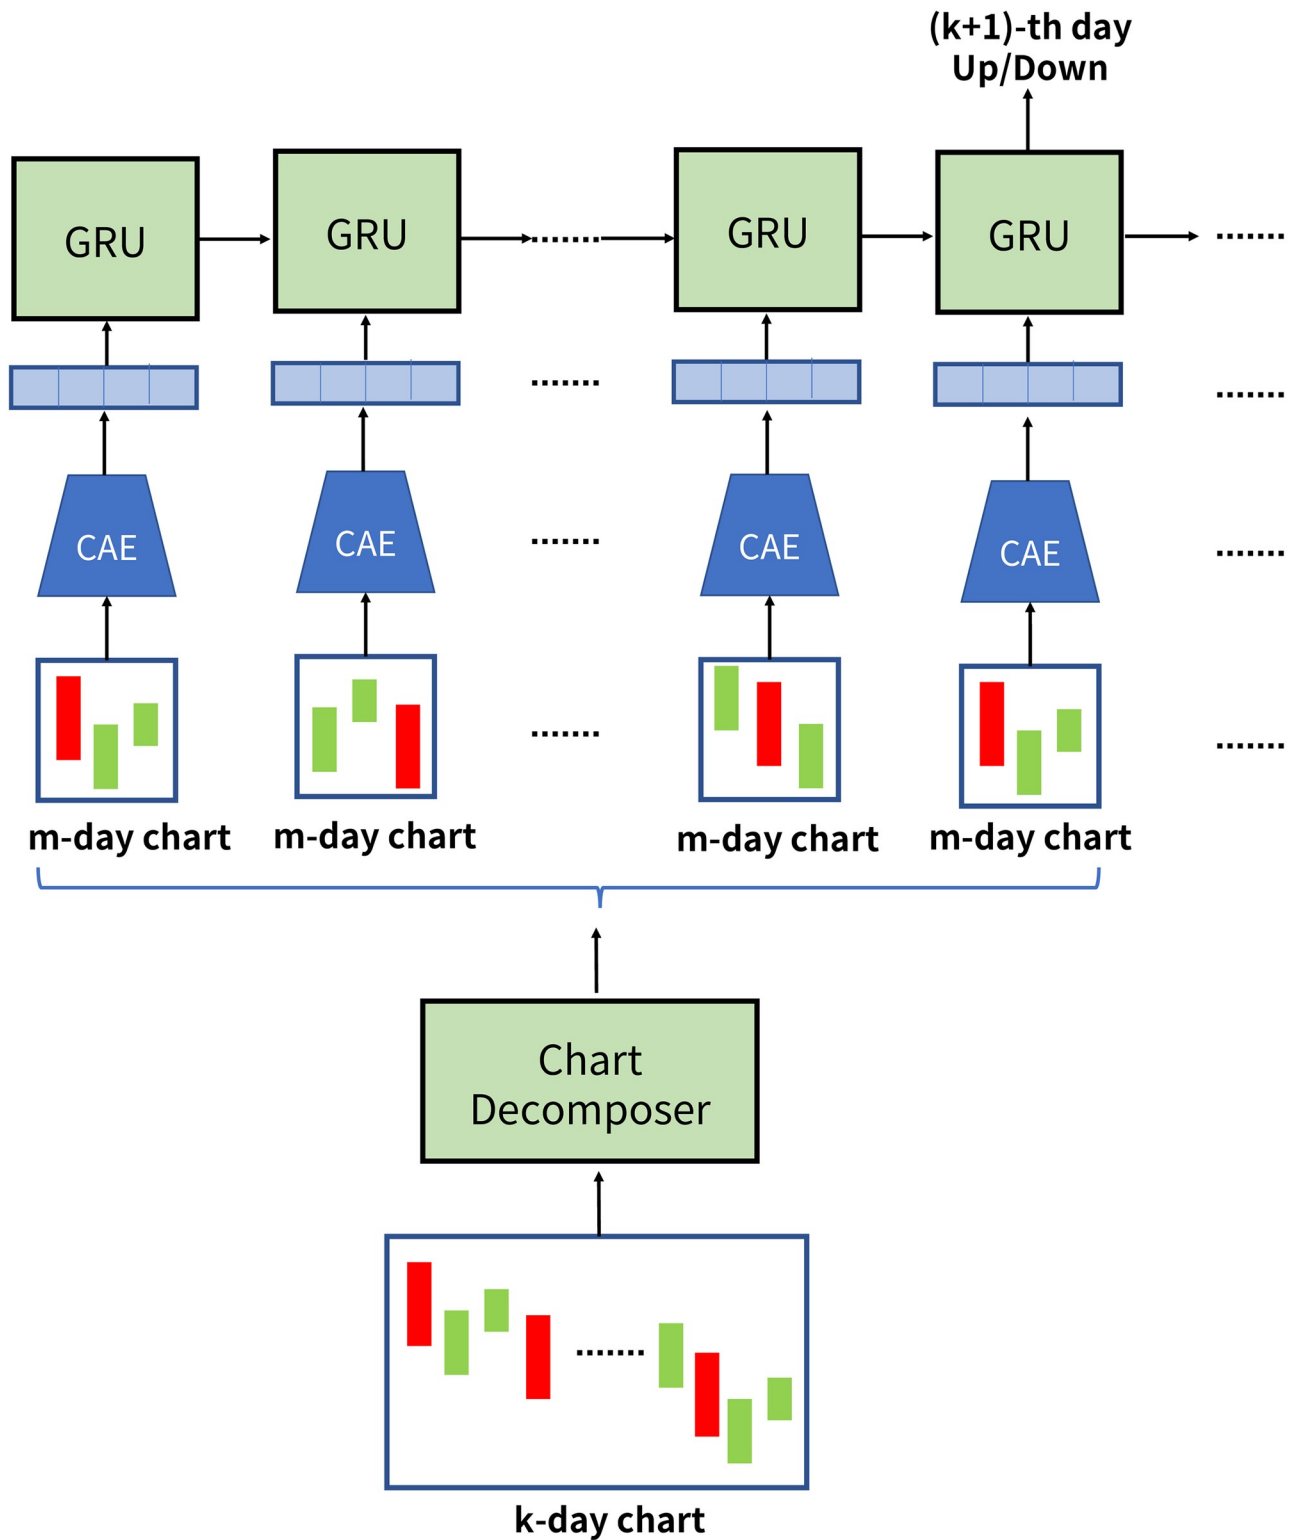 (k+1)-th day
Up/Down
GRU GRU ....... GRU GRU .......
....... .......
CAE CAE ....... CAE CAE .......
....... .......
m-day chart m-day chart m-day chart m-day chart
Chart
Decomposer
.......
k-day chart